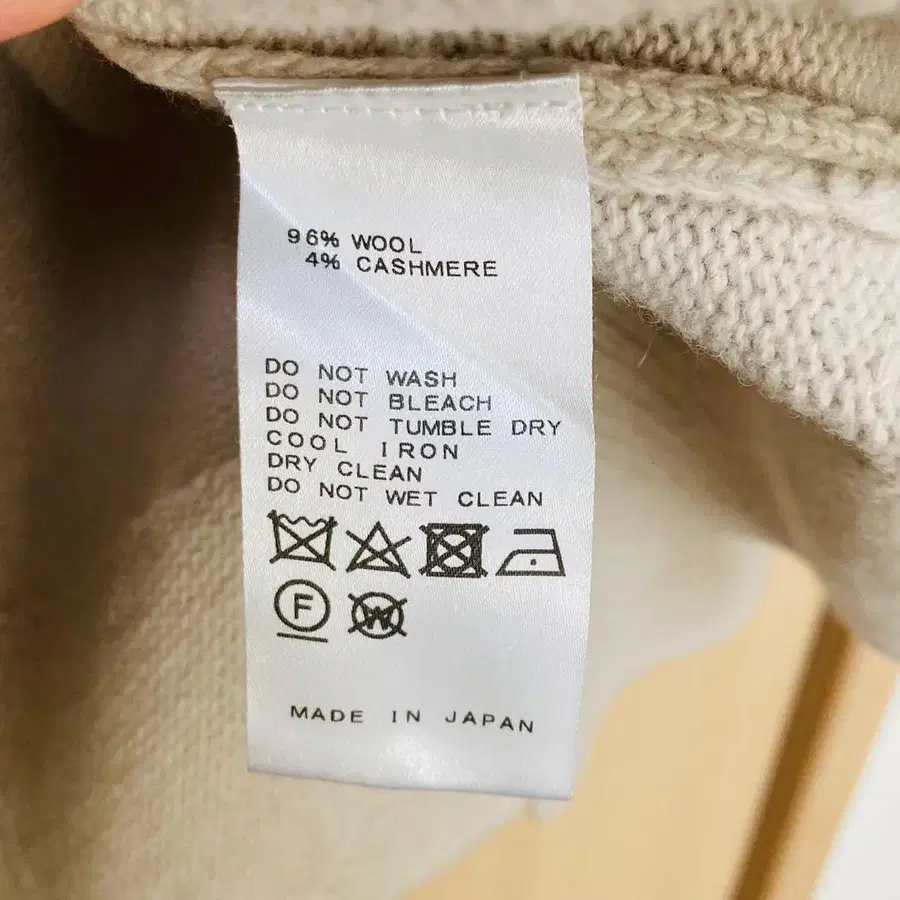 96% WOOL
4% CASHMERE
DO NOT WASH
DO NOT BLEACH
DO NOT TUMBLE DRY
COOL IRON
DRY CLEAN
DO NOT WET CLEAN
F W
MADE IN JAPAN